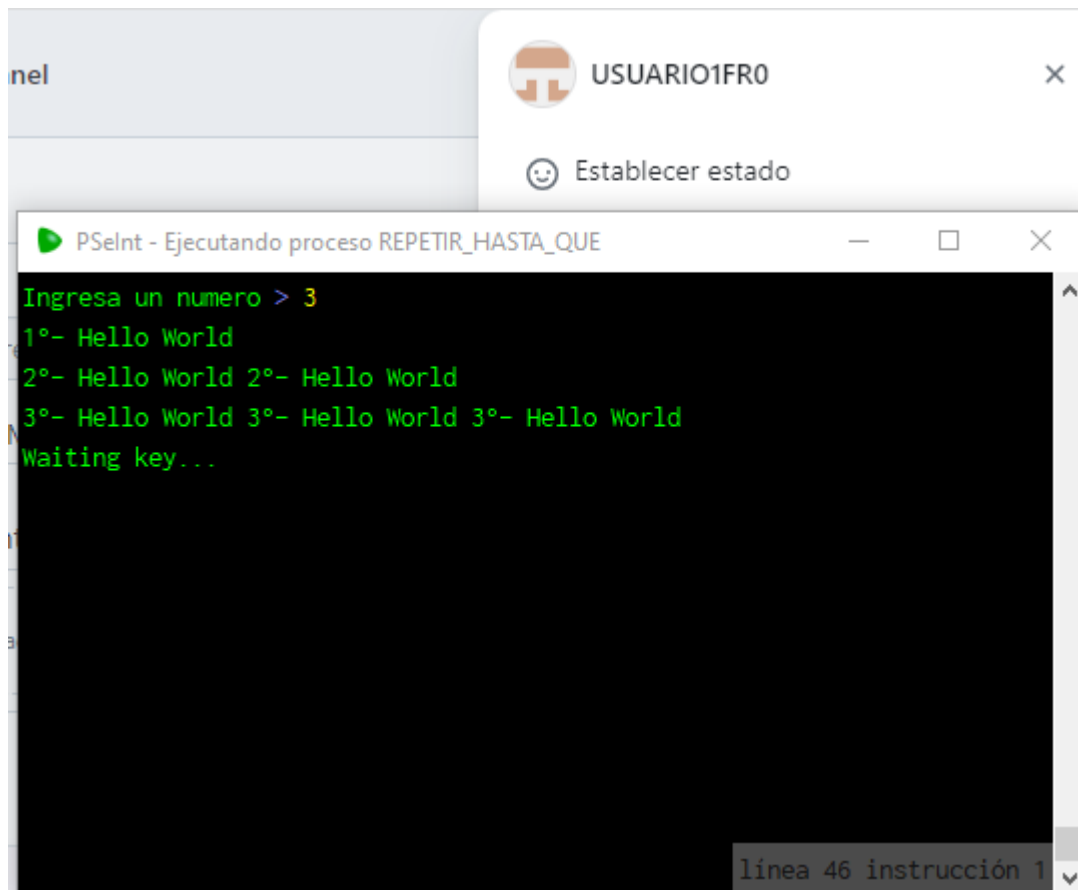 nel
USUARIO1FR0
Establecer estado
PSeInt - Ejecutando proceso REPETIR_HASTA_QUE
Ingresa un numero > 3
1°- Hello World
2°- Hello World 2°- Hello World
3°- Hello World 3°- Hello World 3°- Hello World
Waiting key...
línea 46 instrucción 1